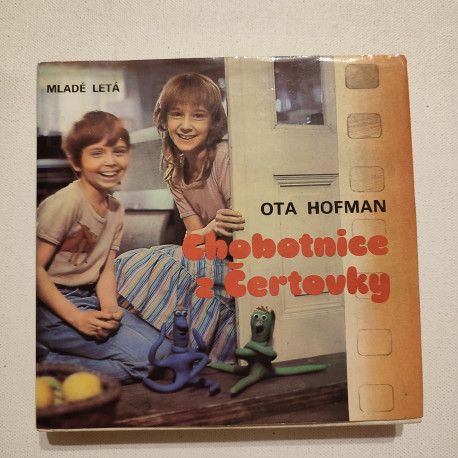 MLADÉ LETÁ
OTA HOFMAN
Chobotnice
z Čertovky